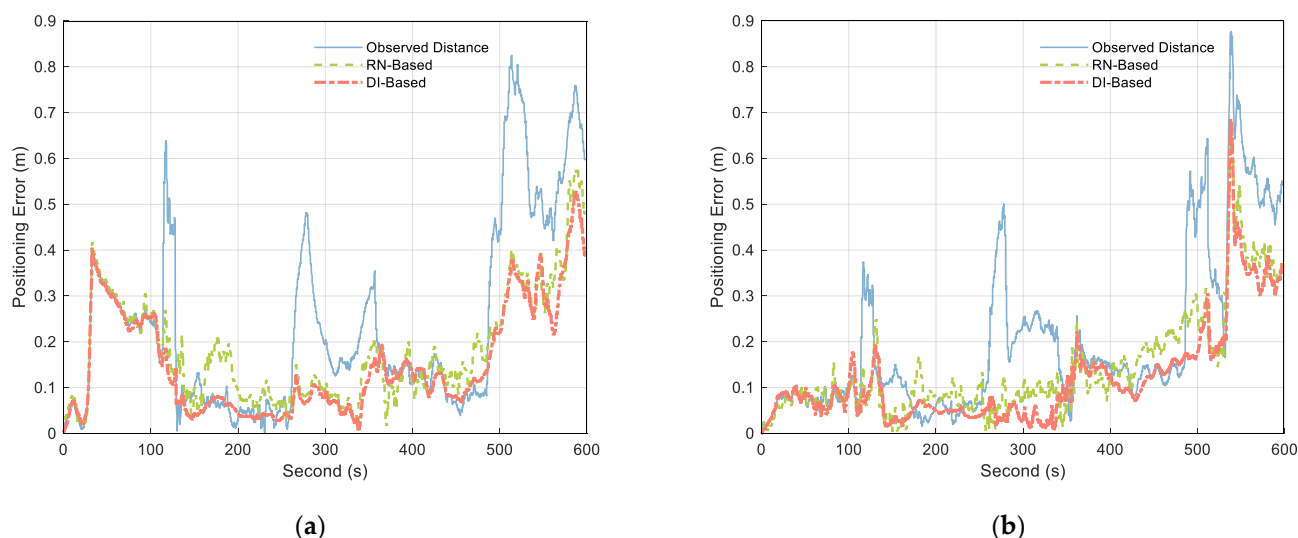 0.9
0.8
0.7
0.6
0.5
0.4
0.3
0.2
0.1
0
Positioning Error (m)
Observed Distance
RN-Based
DI-Based
0 100 200 300 400 500 600
Second (s)
(a)
0.9
0.8
0.7
0.6
0.5
0.4
0.3
0.2
0.1
0
Positioning Error (m)
Observed Distance
RN-Based
DI-Based
0 100 200 300 400 500 600
Second (s)
(b)